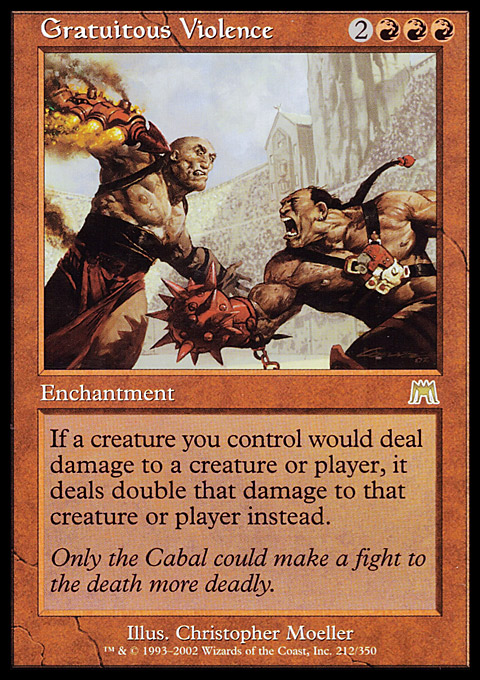 Gratuitous Violence 2
Enchantment
If a creature you control would deal
damage to a creature or player, it
deals double that damage to that
creature or player instead.
Only the Cabal could make a fight to
the death more deadly.
Illus. Christopher Moeller
™ & © 1993–2002 Wizards of the Coast, Inc. 212/350